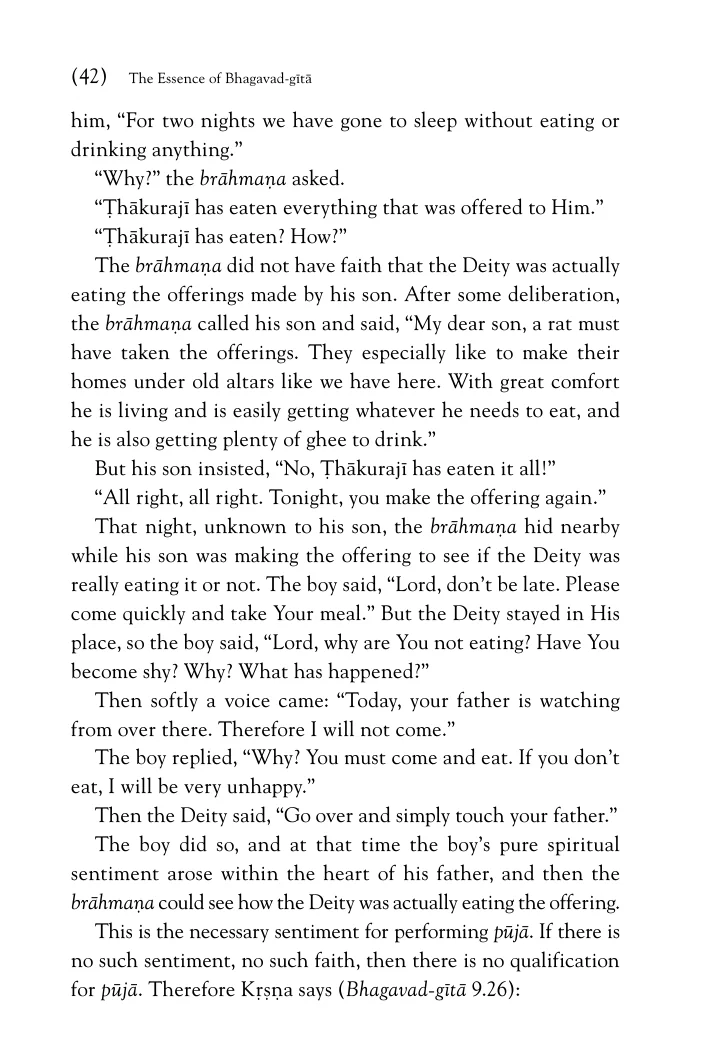 (42) The Essence of Bhagavad-gītā
him, “For two nights we have gone to sleep without eating or
drinking anything.”
“Why?” the brāhmaṇa asked.
“Ṭhākurajī has eaten everything that was offered to Him.”
“Ṭhākurajī has eaten? How?”
The brāhmaṇa did not have faith that the Deity was actually
eating the offerings made by his son. After some deliberation,
the brāhmaṇa called his son and said, “My dear son, a rat must
have taken the offerings. They especially like to make their
homes under old altars like we have here. With great comfort
he is living and is easily getting whatever he needs to eat, and
he is also getting plenty of ghee to drink.”
But his son insisted, “No, Ṭhākurajī has eaten it all!”
“All right, all right. Tonight, you make the offering again.”
That night, unknown to his son, the brāhmaṇa hid nearby
while his son was making the offering to see if the Deity was
really eating it or not. The boy said, “Lord, don’t be late. Please
come quickly and take Your meal.” But the Deity stayed in His
place, so the boy said, “Lord, why are You not eating? Have You
become shy? Why? What has happened?”
Then softly a voice came: “Today, your father is watching
from over there. Therefore I will not come.”
The boy replied, “Why? You must come and eat. If you don’t
eat, I will be very unhappy.”
Then the Deity said, “Go over and simply touch your father.”
The boy did so, and at that time the boy’s pure spiritual
sentiment arose within the heart of his father, and then the
brāhmaṇa could see how the Deity was actually eating the offering.
This is the necessary sentiment for performing pūjā. If there is
no such sentiment, no such faith, then there is no qualification
for pūjā. Therefore Kṛṣṇa says (Bhagavad-gītā 9.26):